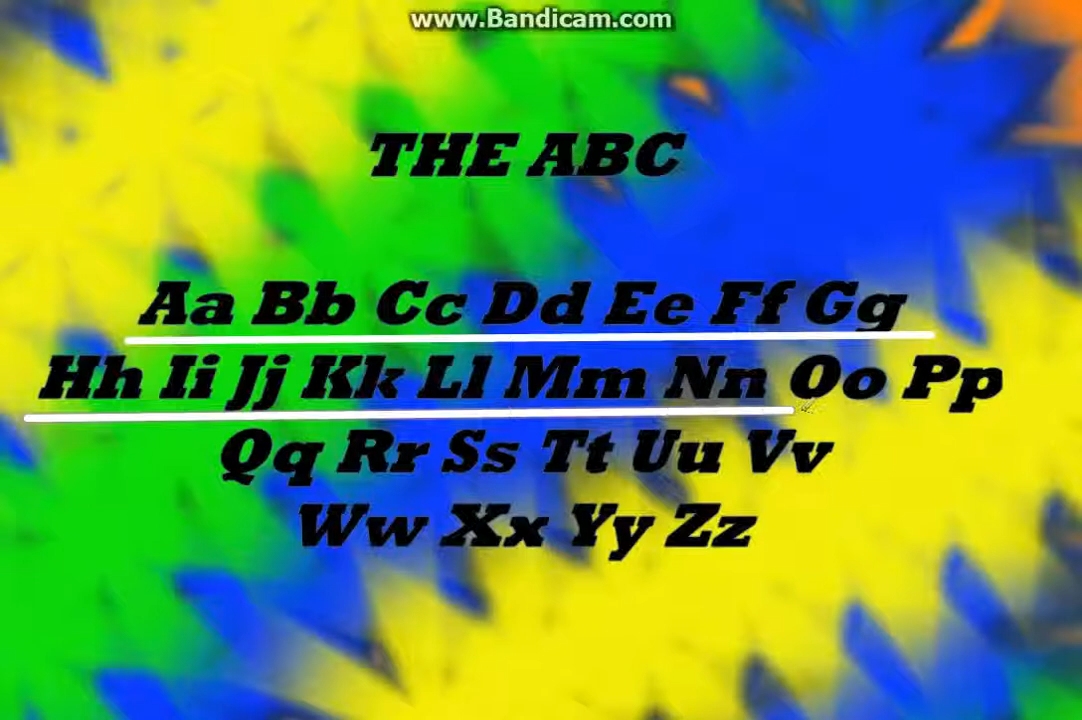 www.Bandicam.com
THE ABC
Aa Bb Cc Dd Ee Ff Gg
Hh Ii Jj Kk Ll Mm Nn Oo Pp
Qq Rr Ss Tt Uu Vv
Ww Xx Yy Zz